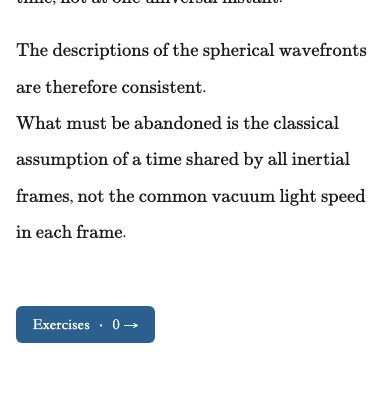 The descriptions of the spherical wavefronts
are therefore consistent.
What must be abandoned is the classical
assumption of a time shared by all inertial
frames, not the common vacuum light speed
in each frame.
Exercises · 0 →